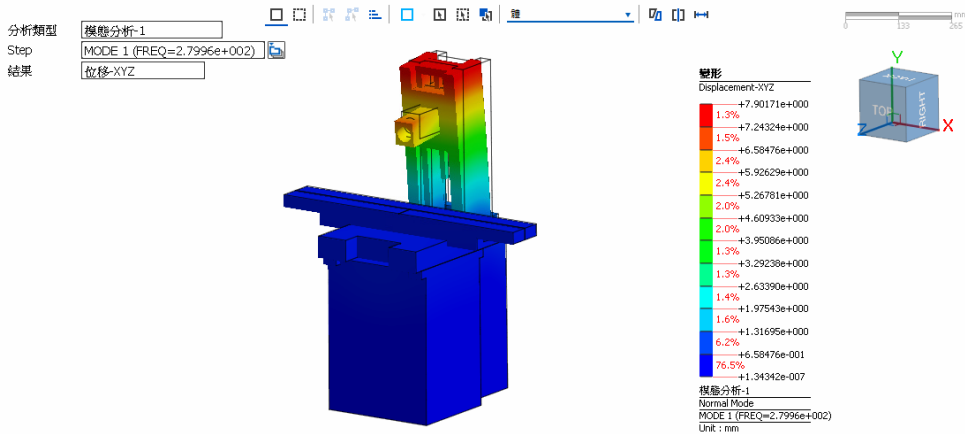 體
分析類型 模態分析-1
Step MODE 1 (FREQ=2.7996e+002)
結果 位移-XYZ
mm
0 133 265
Y
TOP
RIGHT
Z
X
變形
Displacement-XYZ
+7.90171e+000
1.3%
+7.24324e+000
1.5%
+6.58476e+000
2.4%
+5.92629e+000
2.4%
+5.26781e+000
2.0%
+4.60933e+000
2.0%
+3.95086e+000
1.3%
+3.29238e+000
1.3%
+2.63390e+000
1.4%
+1.97543e+000
1.6%
+1.31695e+000
6.2%
+6.58476e-001
76.5%
+1.34342e-007
模態分析-1
Normal Mode
MODE 1 (FREQ=2.7996e+002)
Unit : mm